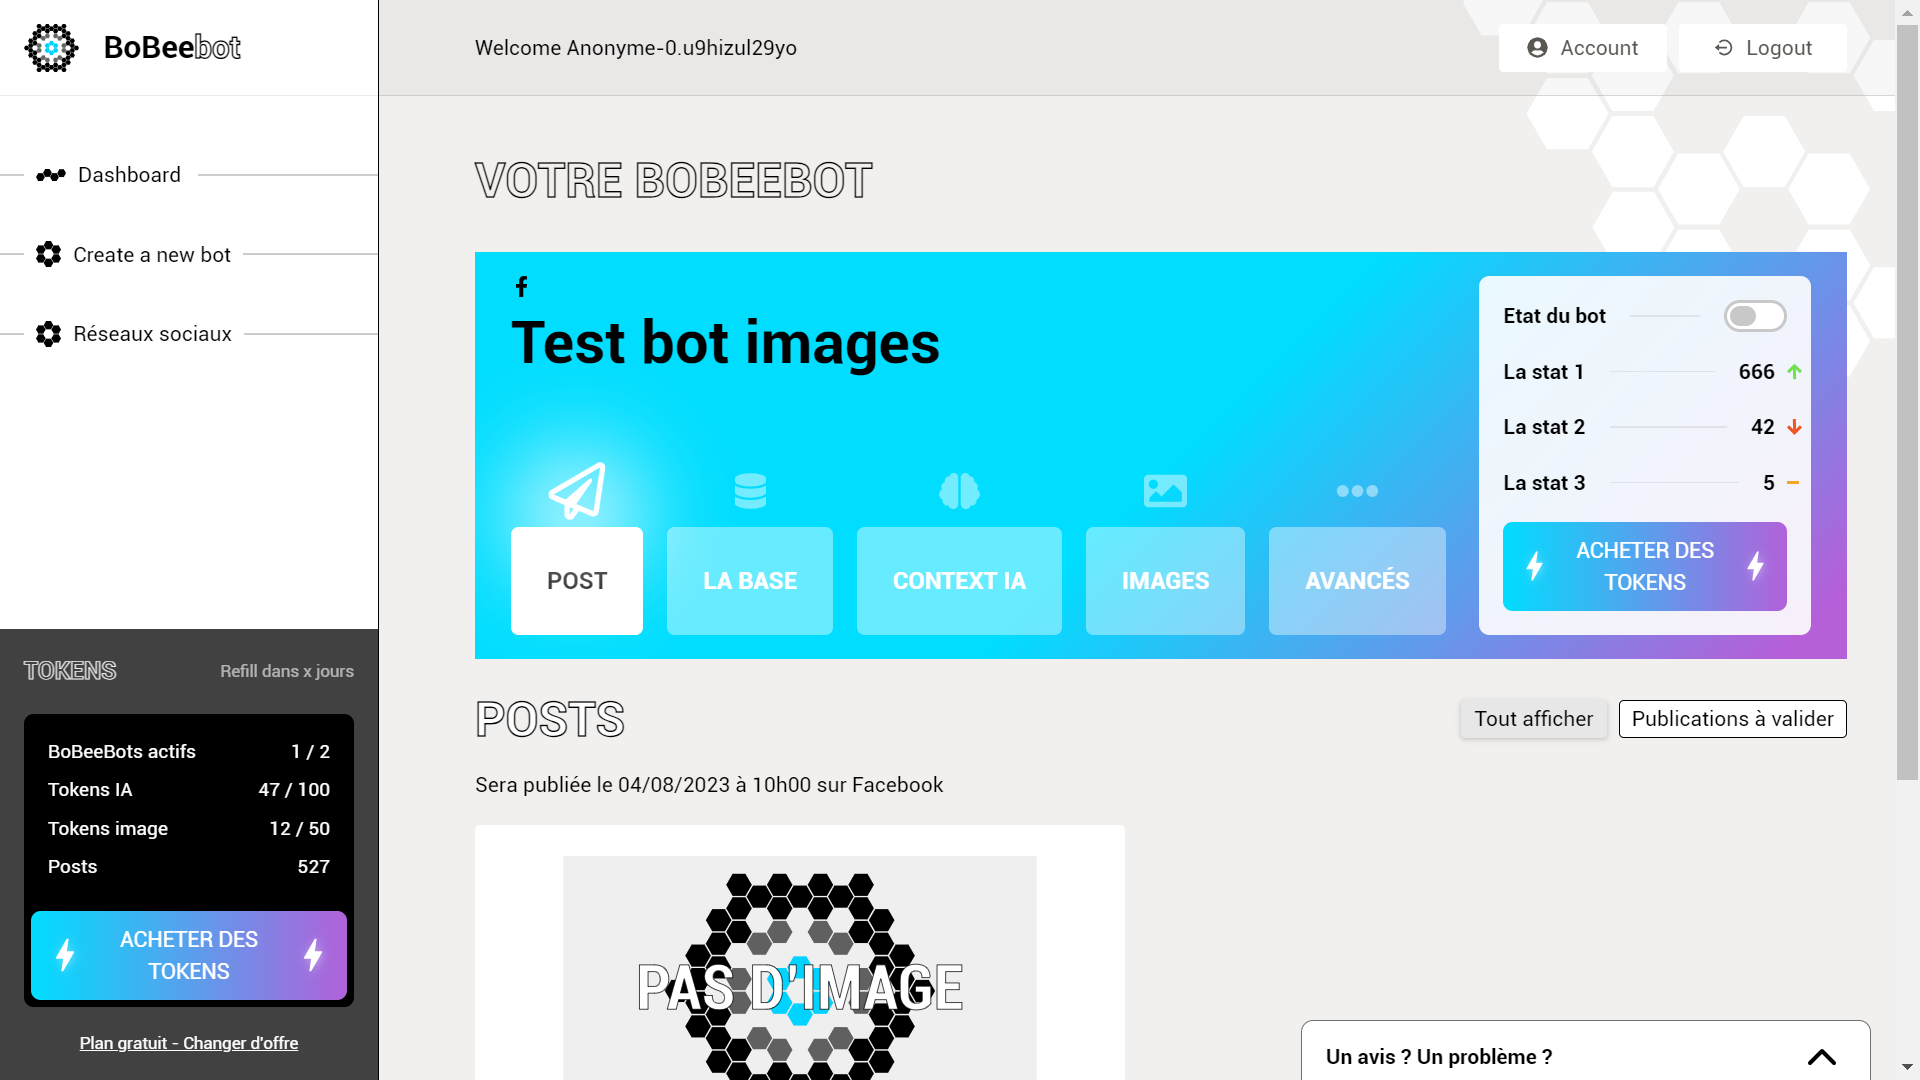 BoBeebot
Welcome Anonyme-0.u9hizul29yo
Account
Logout
Dashboard
Create a new bot
Réseaux sociaux
VOTRE BOBEEBOT
Test bot images
POST
LA BASE
CONTEXT IA
IMAGES
AVANCÉS
Etat du bot
La stat 1 666
La stat 2 42
La stat 3 5
ACHETER DES
TOKENS
TOKENS
Refill dans x jours
BoBeeBots actifs 1 / 2
Tokens IA 47 / 100
Tokens image 12 / 50
Posts 527
ACHETER DES
TOKENS
Plan gratuit - Changer d'offre
POSTS
Tout afficher
Publications à valider
Sera publiée le 04/08/2023 à 10h00 sur Facebook
PAS D'IMAGE
Un avis ? Un problème ?